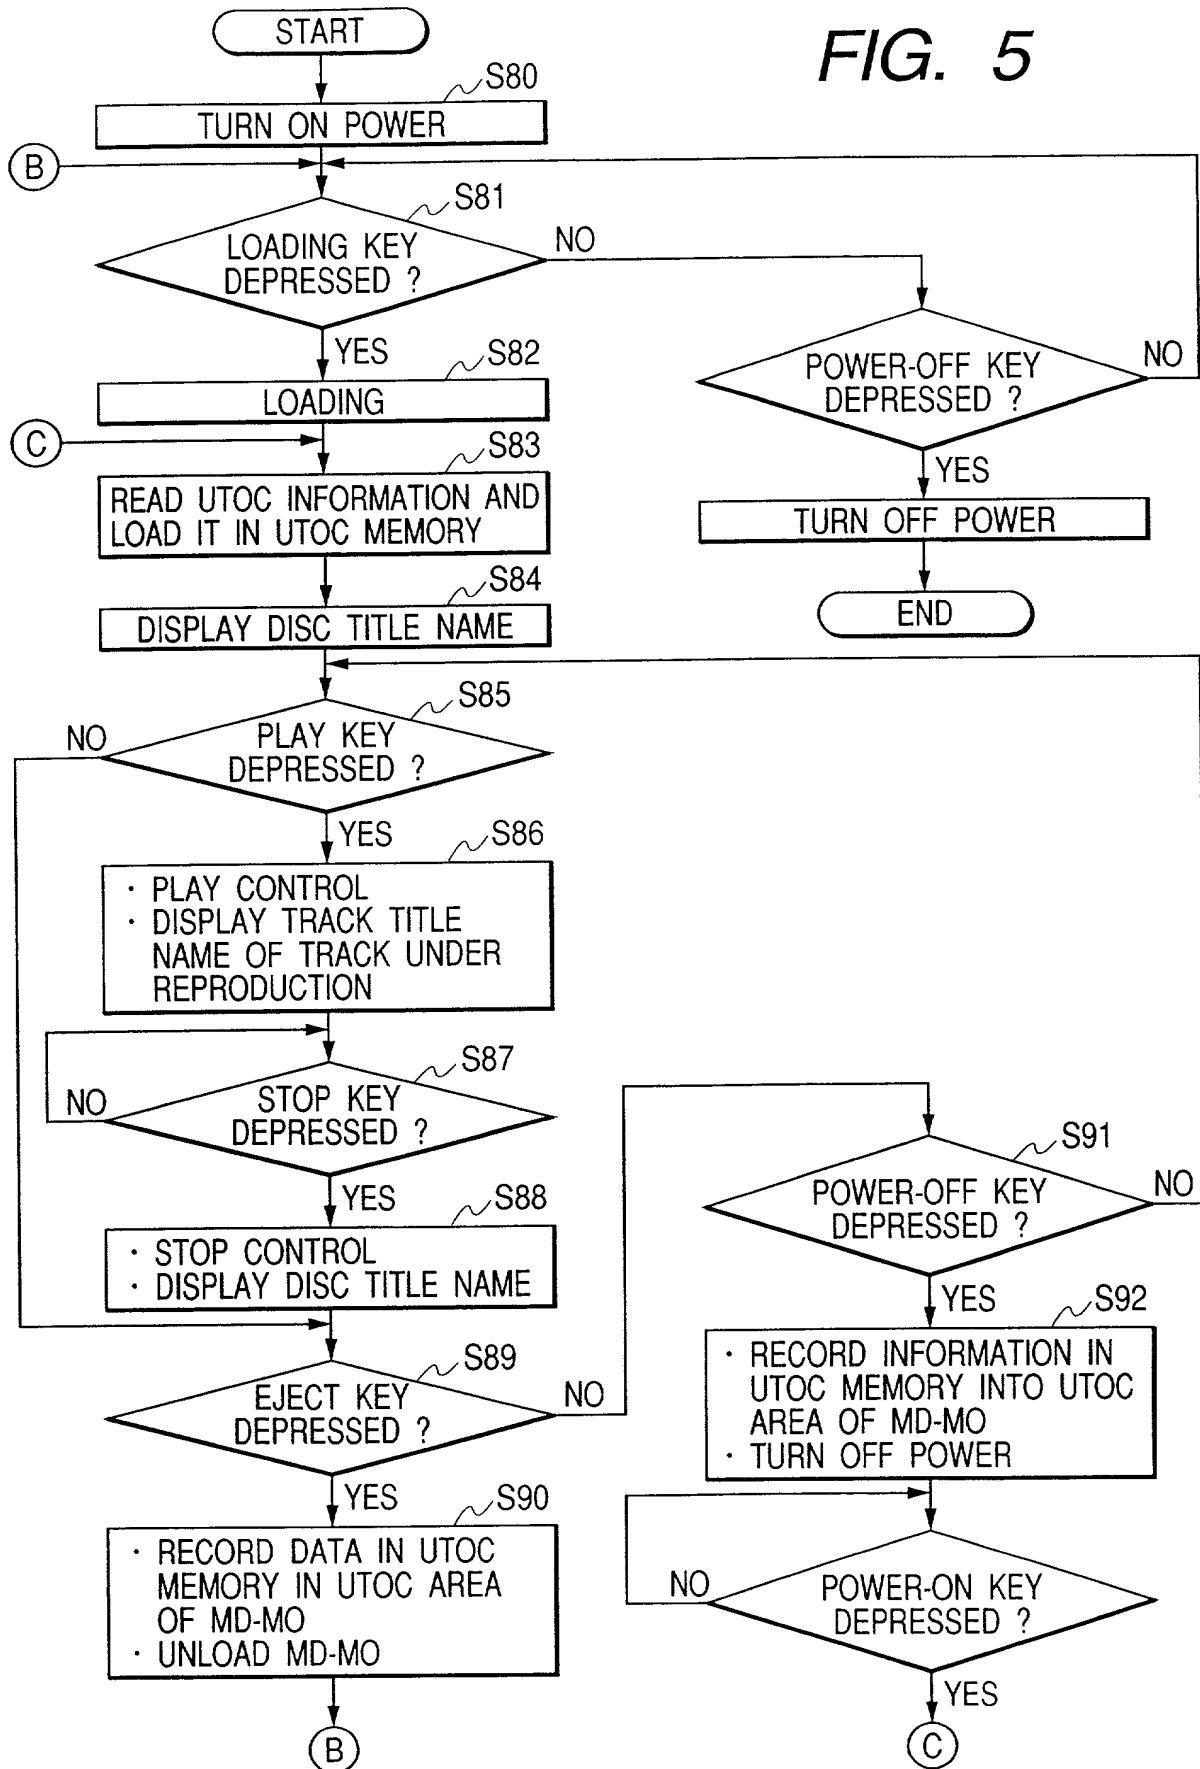 START
FIG. 5
S80
TURN ON POWER
B
S81
LOADING KEY
DEPRESSED ?
NO
YES
S82
LOADING
POWER-OFF KEY
DEPRESSED ?
NO
YES
TURN OFF POWER
END
C
S83
READ UTOC INFORMATION AND
LOAD IT IN UTOC MEMORY
S84
DISPLAY DISC TITLE NAME
S85
PLAY KEY
DEPRESSED ?
NO
YES
S86
· PLAY CONTROL
· DISPLAY TRACK TITLE
NAME OF TRACK UNDER
REPRODUCTION
S87
STOP KEY
DEPRESSED ?
NO
YES
S88
· STOP CONTROL
· DISPLAY DISC TITLE NAME
S89
EJECT KEY
DEPRESSED ?
NO
YES
S90
· RECORD DATA IN UTOC
MEMORY IN UTOC AREA
OF MD-MO
· UNLOAD MD-MO
B
S91
POWER-OFF KEY
DEPRESSED ?
NO
YES
S92
· RECORD INFORMATION IN
UTOC MEMORY INTO UTOC
AREA OF MD-MO
· TURN OFF POWER
POWER-ON KEY
DEPRESSED ?
NO
YES
C